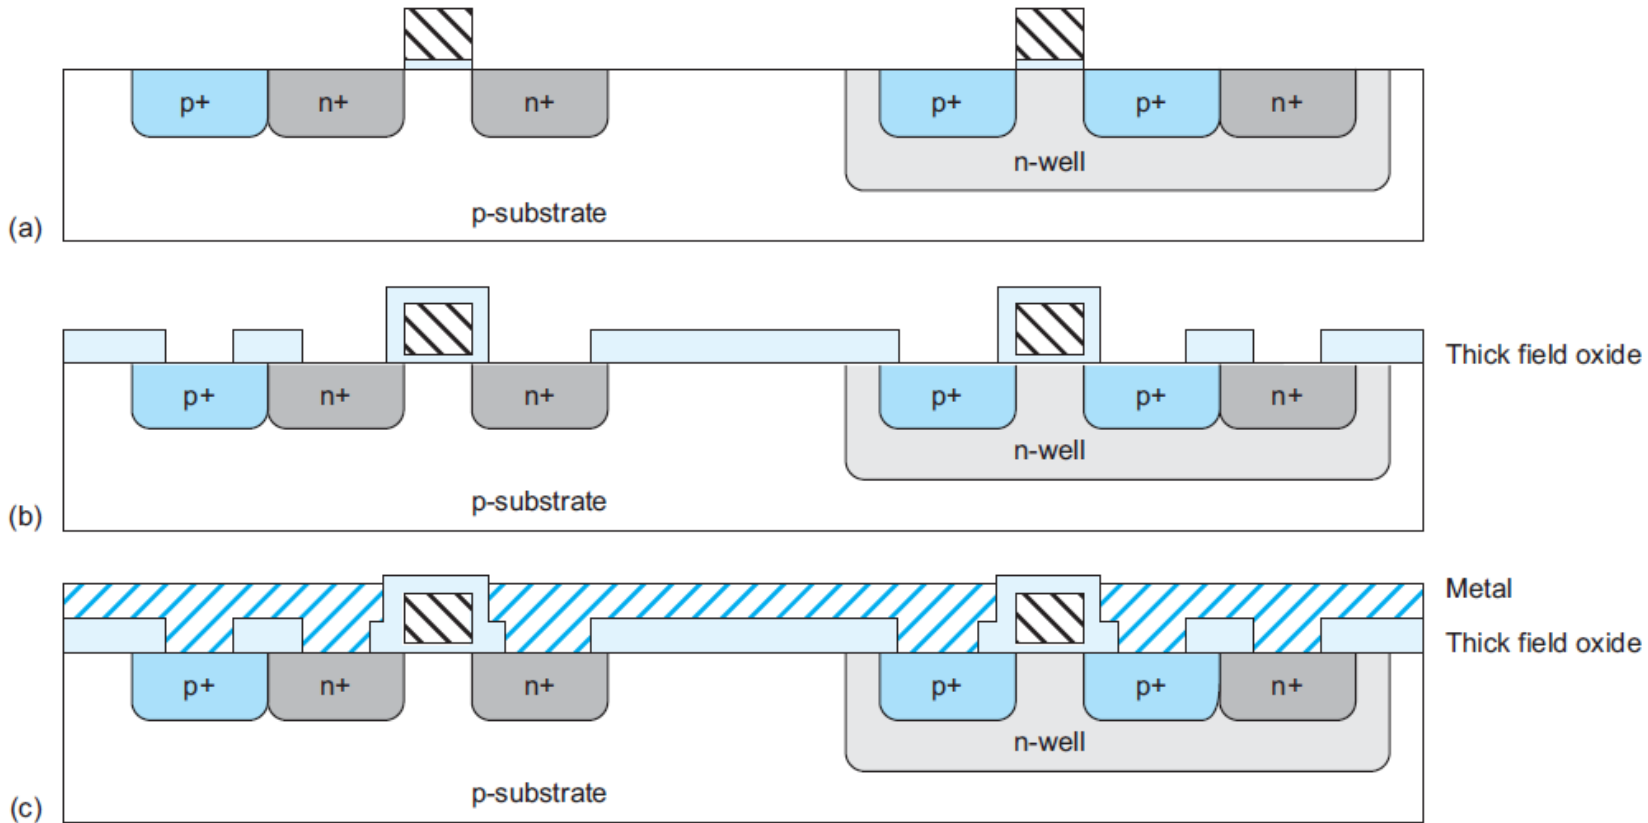 p+ n+ n+ p+ p+ n+
n-well
p-substrate
(a)
Thick field oxide
p+ n+ n+ p+ p+ n+
n-well
p-substrate
(b)
Metal
Thick field oxide
p+ n+ n+ p+ p+ n+
n-well
p-substrate
(c)